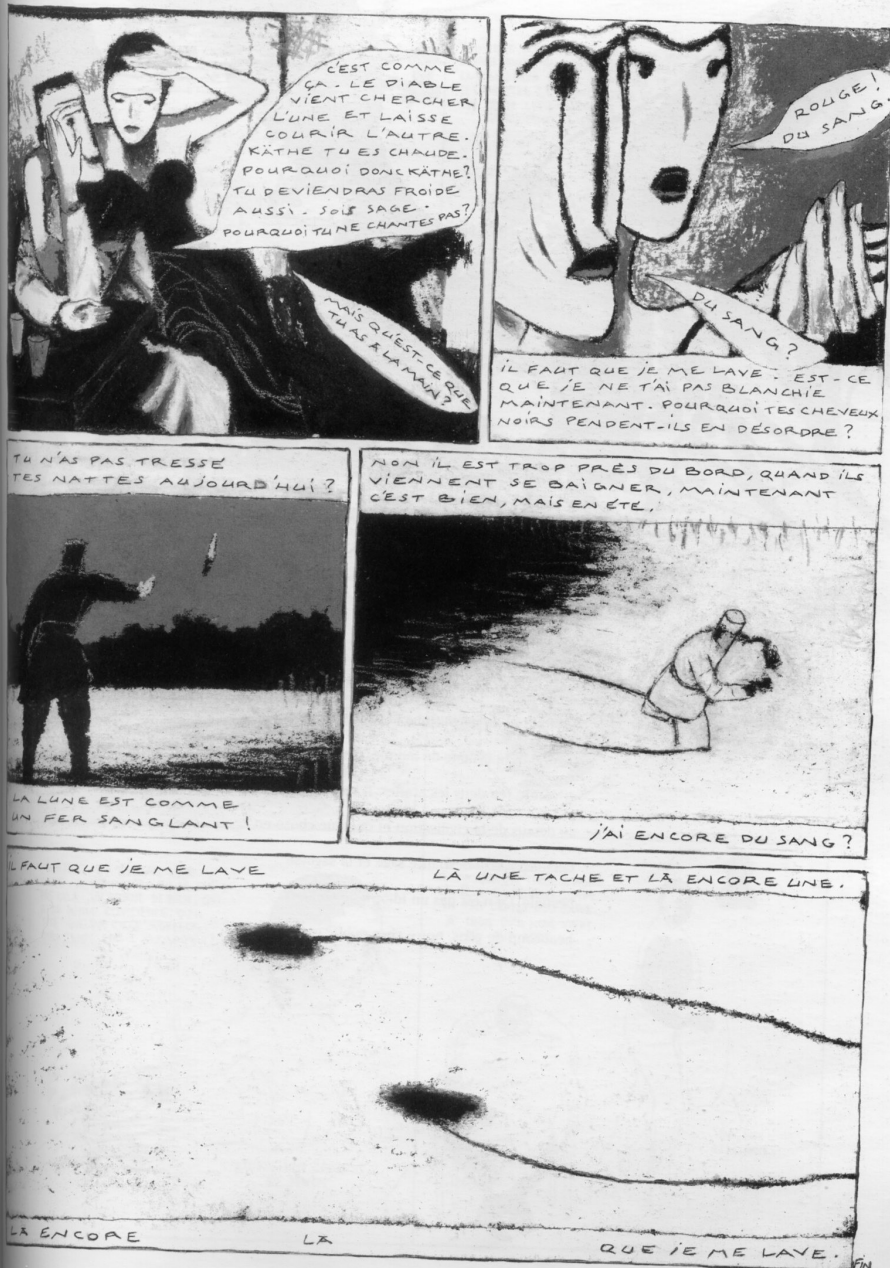 C'EST COMME
ÇA. LE DIABLE
VIENT CHERCHER
L'UNE ET LAISSE
COURIR L'AUTRE.
KÄTHE TU ES CHAUDE.
POURQUOI DONC KÄTHE?
TU DEVIENDRAS FROIDE
AUSSI. SOIS SAGE.
POURQUOI TU NE CHANTES PAS?
MAIS QU'EST-CE QUE
TU AS À LA MAIN?
ROUGE!
DU SANG.
DU SANG?
IL FAUT QUE JE ME LAVE. EST-CE
QUE JE NE T'AI PAS BLANCHIE
MAINTENANT. POURQUOI TES CHEVEUX
NOIRS PENDENT-ILS EN DÉSORDRE?
TU N'AS PAS TRESSÉ
TES NATTES AUJOURD'HUI?
LA LUNE EST COMME
UN FER SANGLANT!
NON IL EST TROP PRÈS DU BORD, QUAND ILS
VIENNENT SE BAIGNER, MAINTENANT
C'EST BIEN, MAIS EN ÉTÉ.
J'AI ENCORE DU SANG?
IL FAUT QUE JE ME LAVE
LÀ UNE TACHE ET LÀ ENCORE UNE.
LÀ ENCORE
LÀ
QUE JE ME LAVE.
FIN